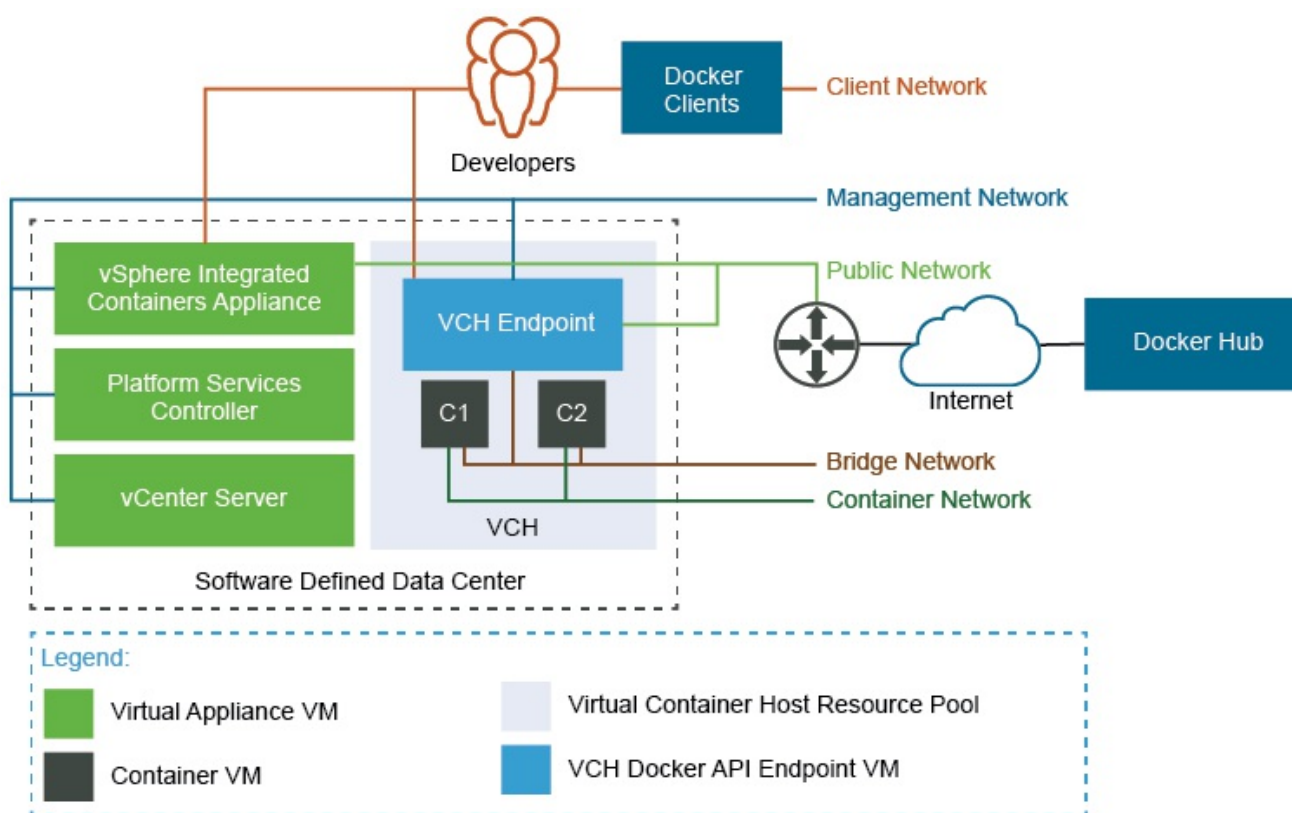 Docker
Clients
Client Network
Developers
Management Network
vSphere Integrated
Containers Appliance
Public Network
VCH Endpoint
Docker Hub
Platform Services
Controller
C1
C2
Internet
Bridge Network
vCenter Server
Container Network
VCH
Software Defined Data Center
Legend:
Virtual Appliance VM
Virtual Container Host Resource Pool
Container VM
VCH Docker API Endpoint VM